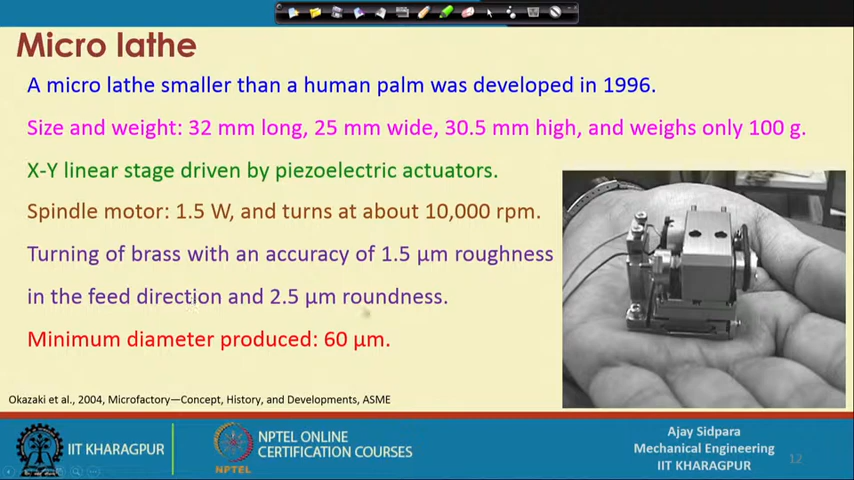 Micro lathe
A micro lathe smaller than a human palm was developed in 1996.
Size and weight: 32 mm long, 25 mm wide, 30.5 mm high, and weighs only 100 g.
X-Y linear stage driven by piezoelectric actuators.
Spindle motor: 1.5 W, and turns at about 10,000 rpm.
Turning of brass with an accuracy of 1.5 µm roughness
in the feed direction and 2.5 µm roundness.
Minimum diameter produced: 60 µm.
Okazaki et al., 2004, Microfactory—Concept, History, and Developments, ASME
IIT KHARAGPUR
NPTEL
NPTEL ONLINE
CERTIFICATION COURSES
Ajay Sidpara
Mechanical Engineering
IIT KHARAGPUR
12